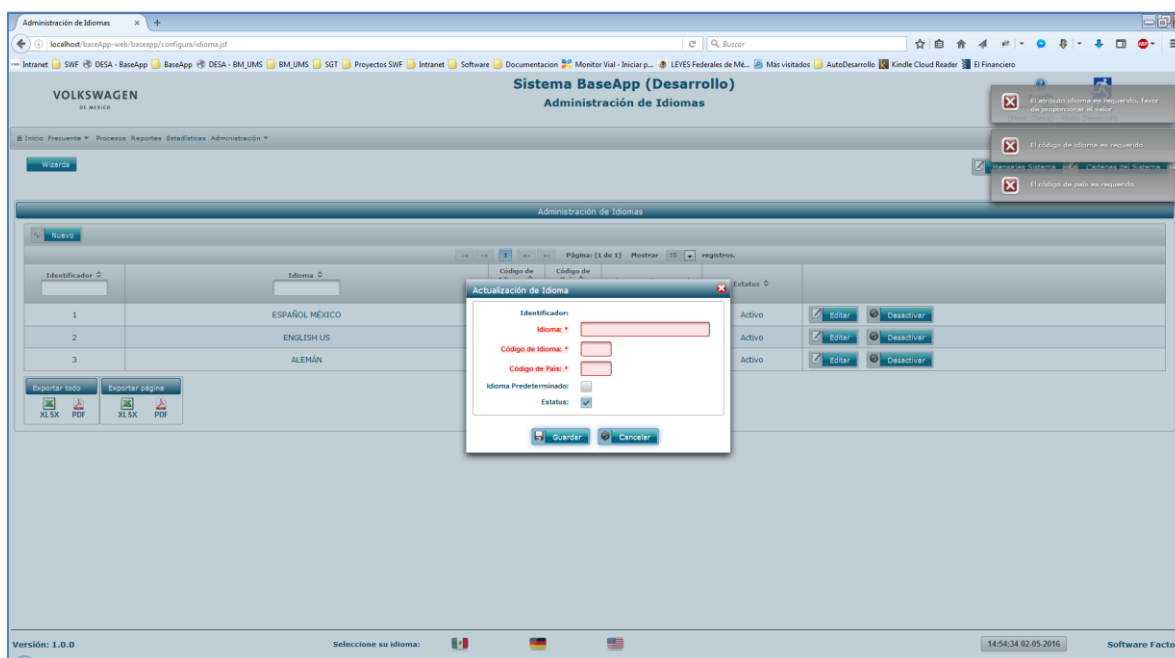 Administración de Idiomas
localhost/baseApp-web/baseapp/configura/idioma.jsf
Buscar
Intranet SWF DESA - BaseApp BaseApp DESA - BM_UMS BM_UMS SGT Proyectos SWF Intranet Software Documentacion Monitor Vial - Iniciar p... LEYES Federales de Mé... Más visitados AutoDesarrollo Kindle Cloud Reader El Financiero
VOLKSWAGEN
DE MEXICO
Sistema BaseApp (Desarrollo)
Administración de Idiomas
El atributo idioma es requerido, favor
de proporcionar el valor
Inicio Frecuente Procesos Reportes Estadísticas Administración
El código de idioma es requerido
Wizards
Mensajes Sistema Cadenas del Sistema
El código de país es requerido
Administración de Idiomas
Nuevo
1 Página: (1 de 1) Mostrar 15 registros.
Identificador Idioma Código de Código de Estatus
Actualización de Idioma
Identificador:
Idioma: *
Código de Idioma: *
Código de País: *
Idioma Predeterminado:
Estatus:
Guardar Cancelar
1 ESPAÑOL MÉXICO Activo Editar Desactivar
2 ENGLISH US Activo Editar Desactivar
3 ALEMÁN Activo Editar Desactivar
Exportar todo Exportar página
XLSX PDF XLSX PDF
Versión: 1.0.0 Seleccione su idioma: 14:54:34 02-05-2016 Software Facto